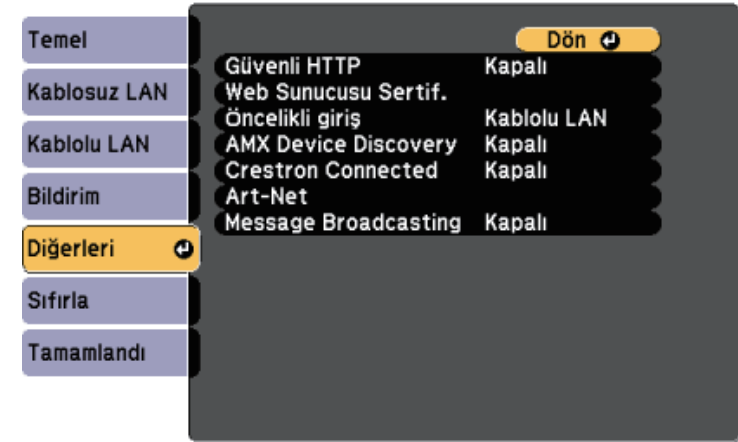 Temel
Kablosuz LAN
Kablolu LAN
Bildirim
Diğerleri
Sıfırla
Tamamlandı
Dön
Güvenli HTTP Kapalı
Web Sunucusu Sertif.
Öncelikli giriş Kablolu LAN
AMX Device Discovery Kapalı
Crestron Connected Kapalı
Art-Net
Message Broadcasting Kapalı